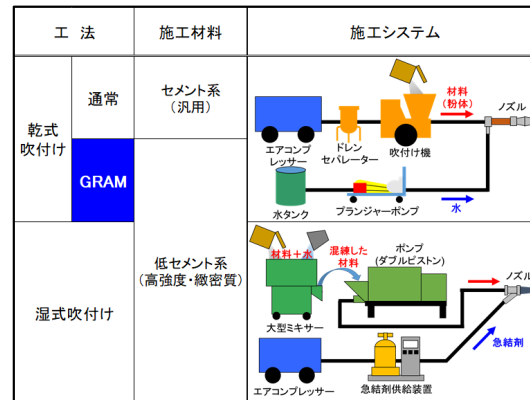 工 法
施工材料
施工システム
乾式
吹付け
通常
セメント系
(汎用)
GRAM
材料
(粉体)
ノズル
エアコンプ
レッサー
ドレン
セパレーター
吹付け機
水タンク
プランジャーポンプ
水
湿式吹付け
低セメント系
(高強度・緻密質)
材料+水
混練した
材料
ポンプ
(ダブルピストン)
ノズル
大型ミキサー
急結剤
エアコンプレッサー
急結剤供給装置